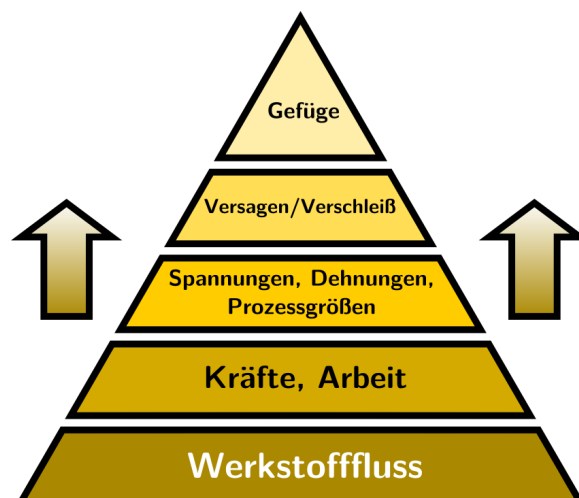 Gefüge
Versagen/Verschleiß
Spannungen, Dehnungen,
Prozessgrößen
Kräfte, Arbeit
Werkstofffluss